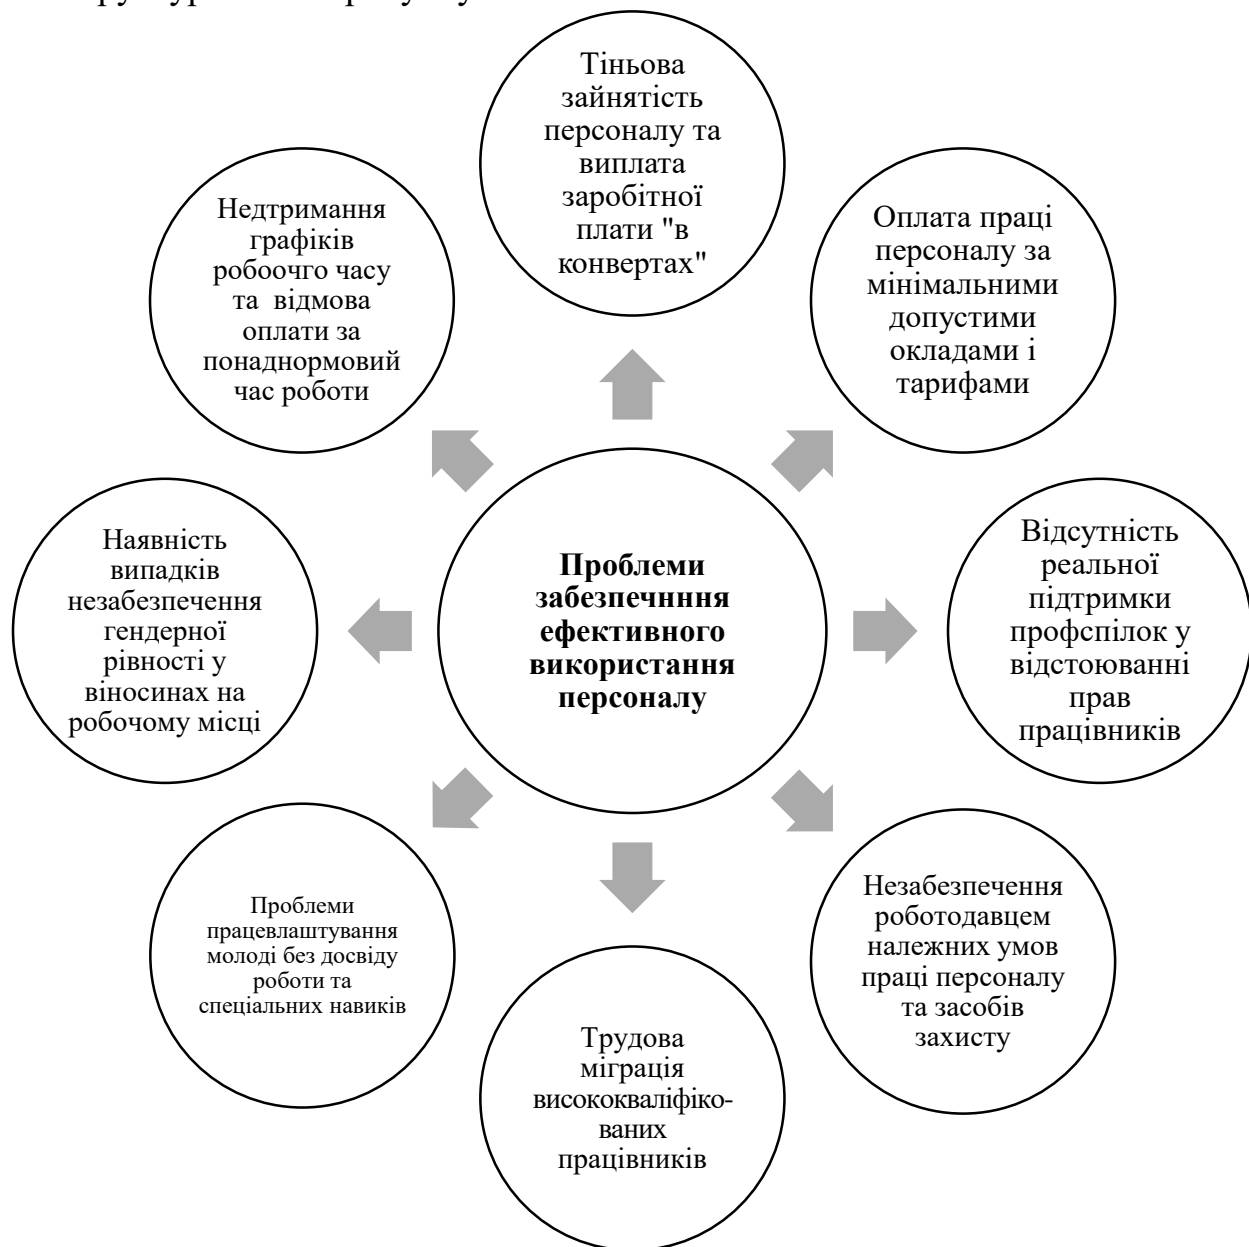 Тіньова
зайнятість
персоналу та
виплата
заробітної
плати "в
конвертах"
Оплата праці
персоналу за
мінімальними
допустими
окладами і
тарифами
Відсутність
реальної
підтримки
профспілок у
відстоюванні
прав
працівників
Незабезпечення
роботодавцем
належних умов
праці персоналу
та засобів
захисту
Трудова
міграція
висококваліфіко-
ваних
працівників
Проблеми
працевлаштування
молоді без досвіду
роботи та
спеціальних навиків
Наявність
випадків
незабезпечення
гендерної
рівності у
віносинах на
робочому місці
Недтримання
графіків
робоочго часу
та відмова
оплати за
понаднормовий
час роботи
Проблеми
забезпечнння
ефективного
використання
персоналу